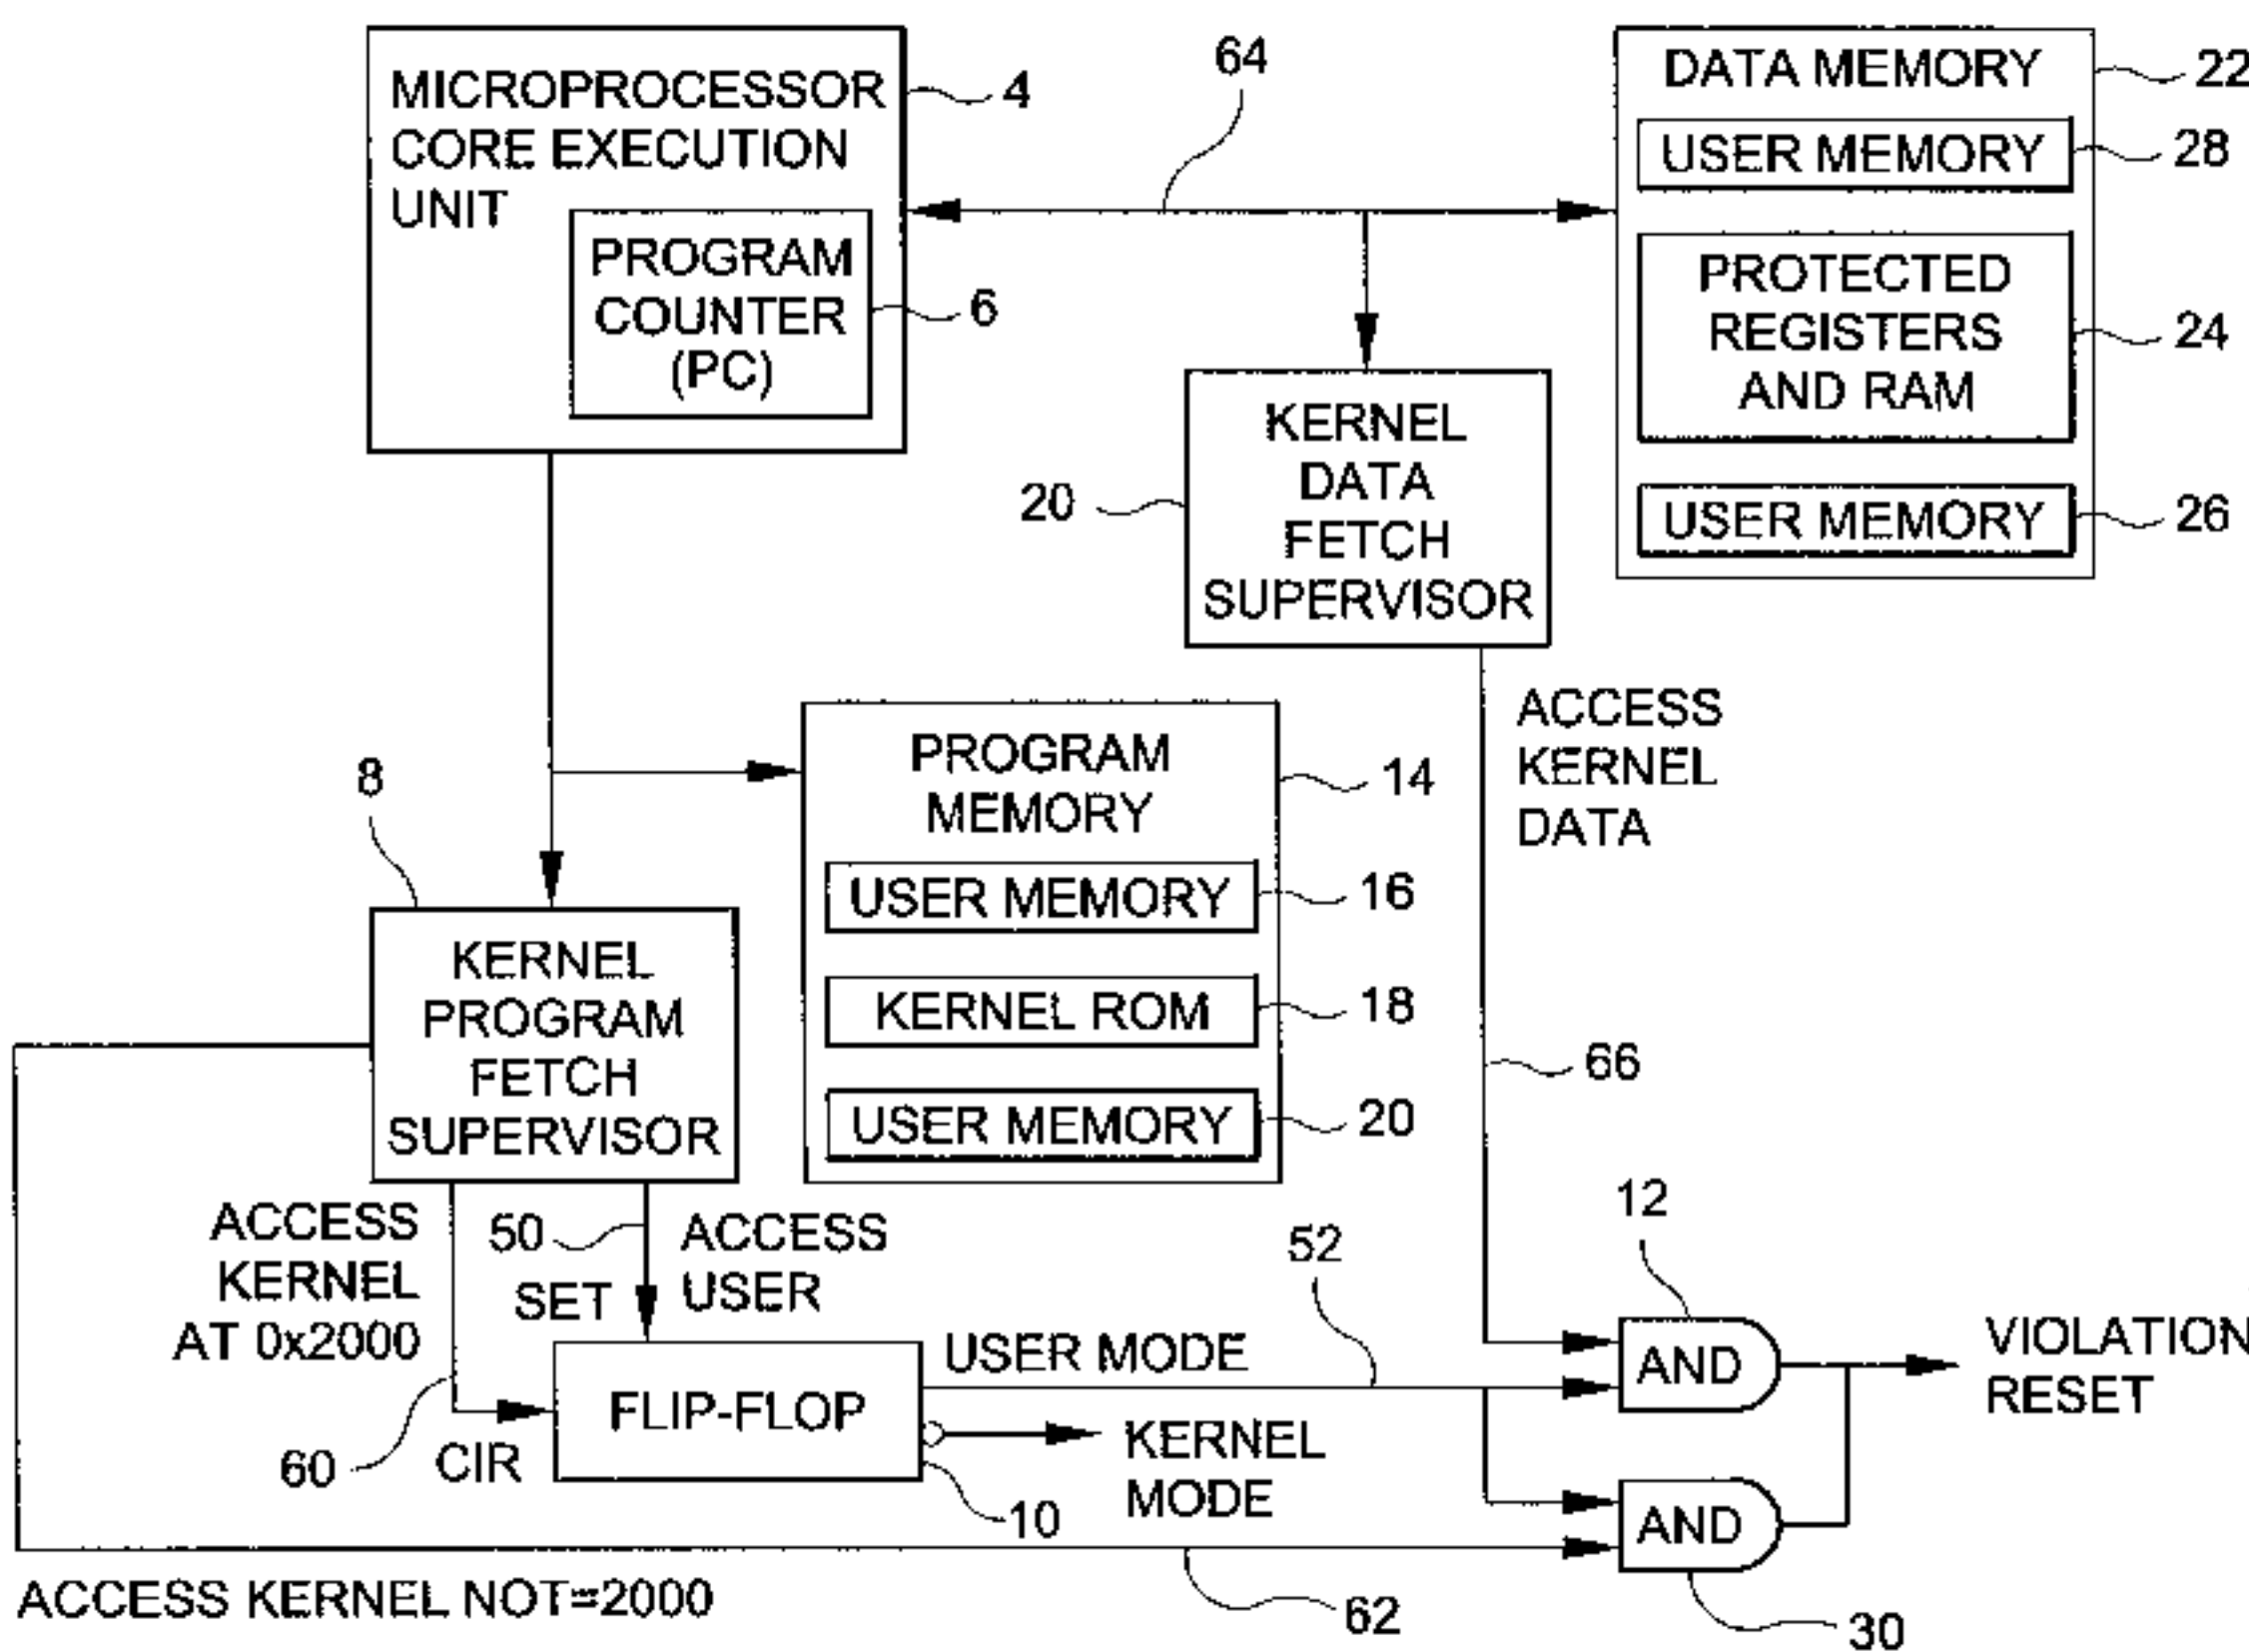 MICROPROCESSOR
CORE EXECUTION
UNIT
4
PROGRAM
COUNTER
(PC)
6
64
DATA MEMORY
22
USER MEMORY
28
PROTECTED
REGISTERS
AND RAM
24
USER MEMORY
26
KERNEL
DATA
FETCH
SUPERVISOR
20
ACCESS
KERNEL
DATA
66
PROGRAM
MEMORY
14
USER MEMORY
16
KERNEL ROM
18
USER MEMORY
20
8
KERNEL
PROGRAM
FETCH
SUPERVISOR
ACCESS
KERNEL
AT 0x2000
60
CIR
50
SET
ACCESS
USER
FLIP-FLOP
10
USER MODE
52
KERNEL
MODE
12
AND
VIOLATION
RESET
AND
30
ACCESS KERNEL NOT=2000
62